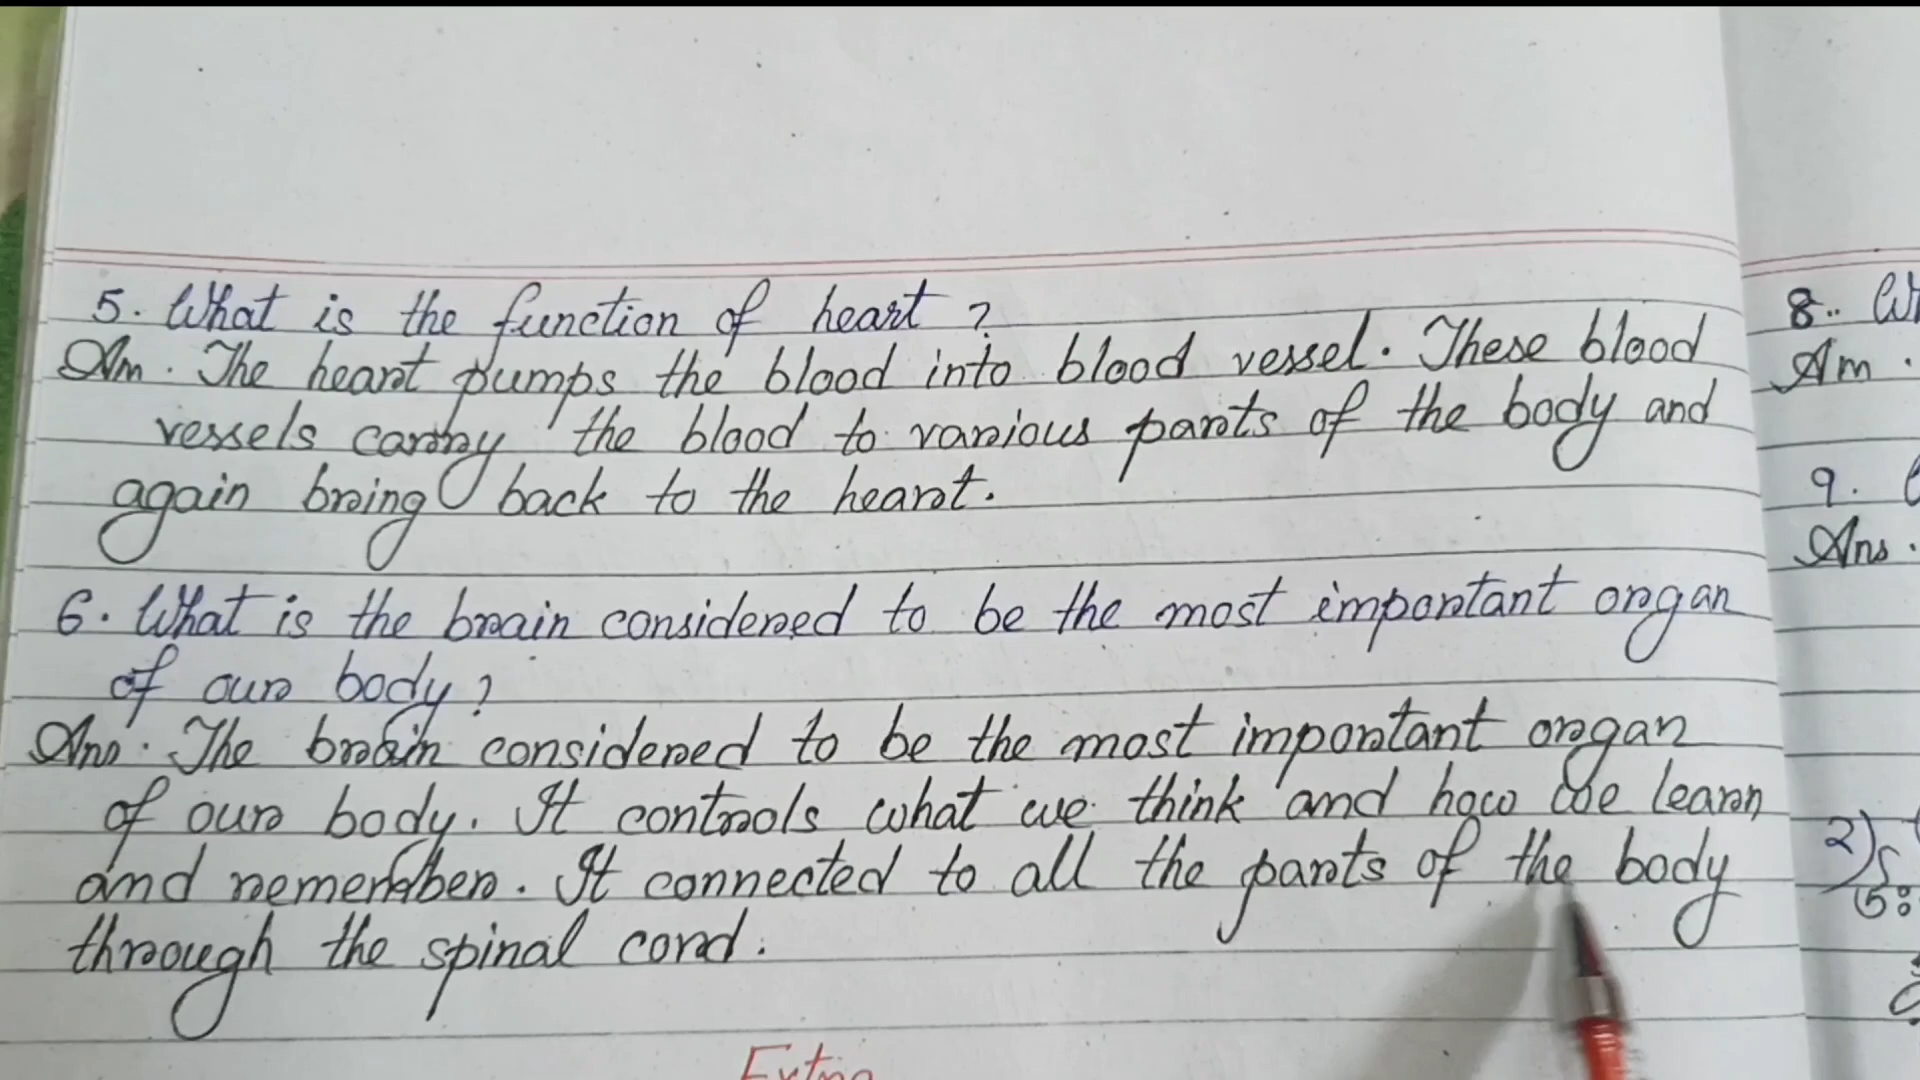 5. What is the function of heart ?
Ans. The heart pumps the blood into blood vessel. These blood
vessels carry the blood to various parts of the body and
again bring back to the heart.
6. What is the brain considered to be the most important organ
of our body?
Ans. The brain considered to be the most important organ
of our body. It controls what we think and how we learn
and remember. It connected to all the parts of the body
through the spinal cord.
Extra
8.
Ans.
9.
Ans.
2)